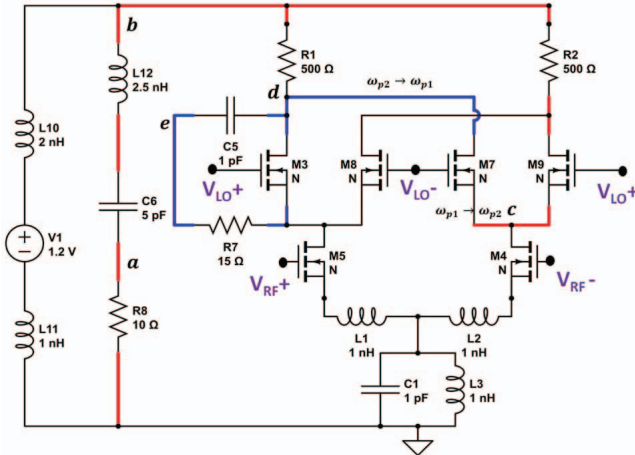 b
R1
500 Ω
R2
500 Ω
L12
2.5 nH
d
ωp2 → ωp1
e
C5
1 pF
L10
2 nH
M3
N
M8
N
M7
N
M9
N
VLO+
VLO-
VLO+
C6
5 pF
ωp1 → ωp2
c
V1
1.2 V
R7
15 Ω
a
M5
N
M4
N
VRF+
VRF-
R8
10 Ω
L11
1 nH
L1
1 nH
L2
1 nH
C1
1 pF
L3
1 nH